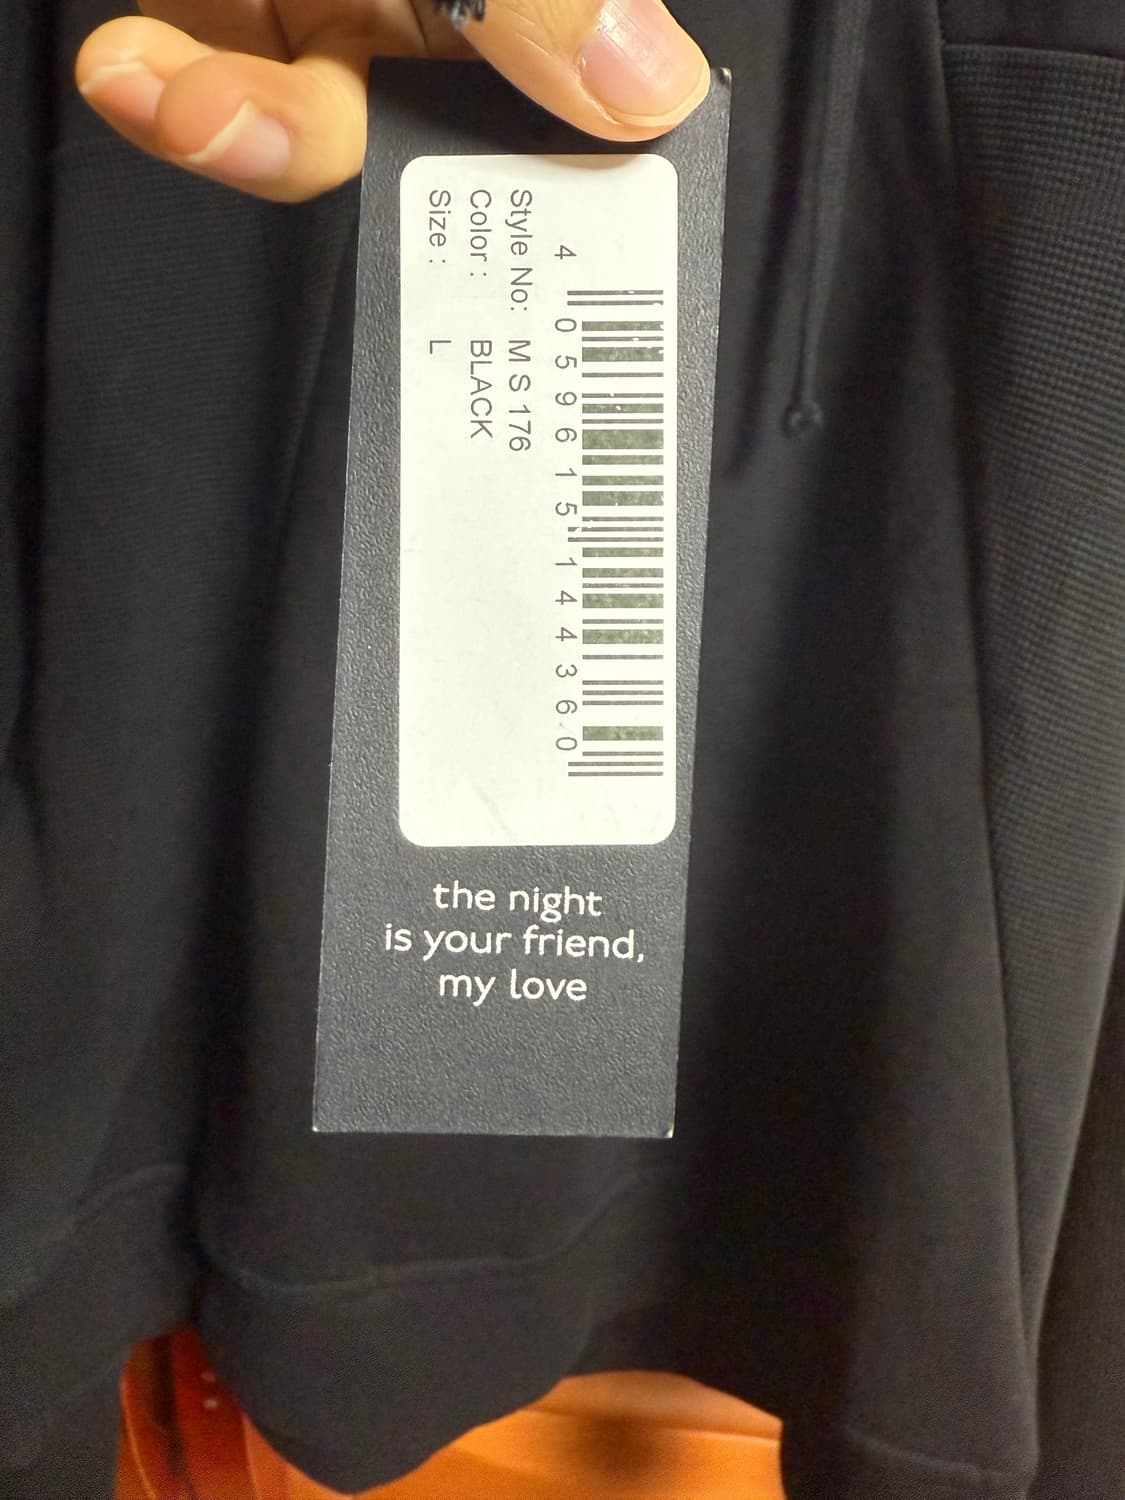 4 059615 144360
Style No: M S 176
Color : BLACK
Size : L
the night
is your friend,
my love